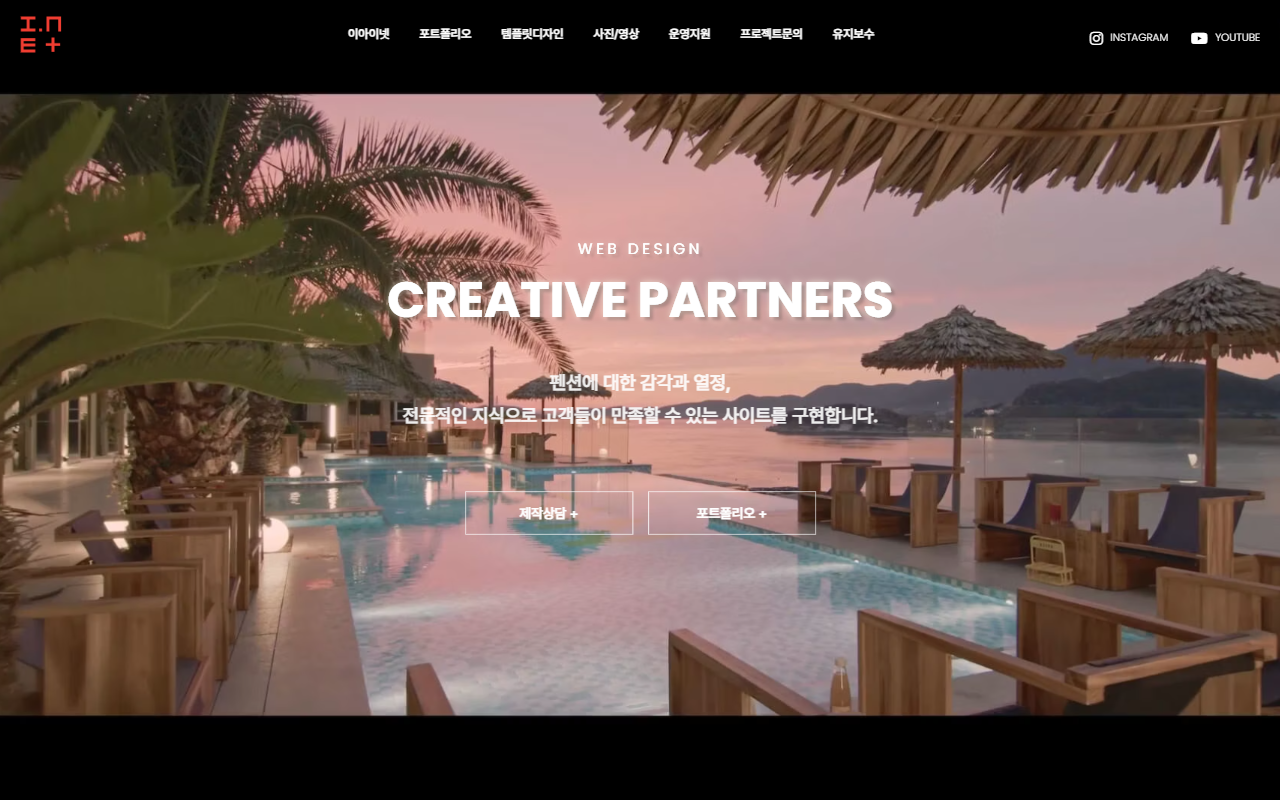 I.n
E+
이아이넷
포트폴리오
템플릿디자인
사진/영상
운영지원
프로젝트문의
유지보수
INSTAGRAM
YOUTUBE
WEB DESIGN
CREATIVE PARTNERS
펜션에 대한 감각과 열정,
전문적인 지식으로 고객들이 만족할 수 있는 사이트를 구현합니다.
제작상담 +
포트폴리오 +